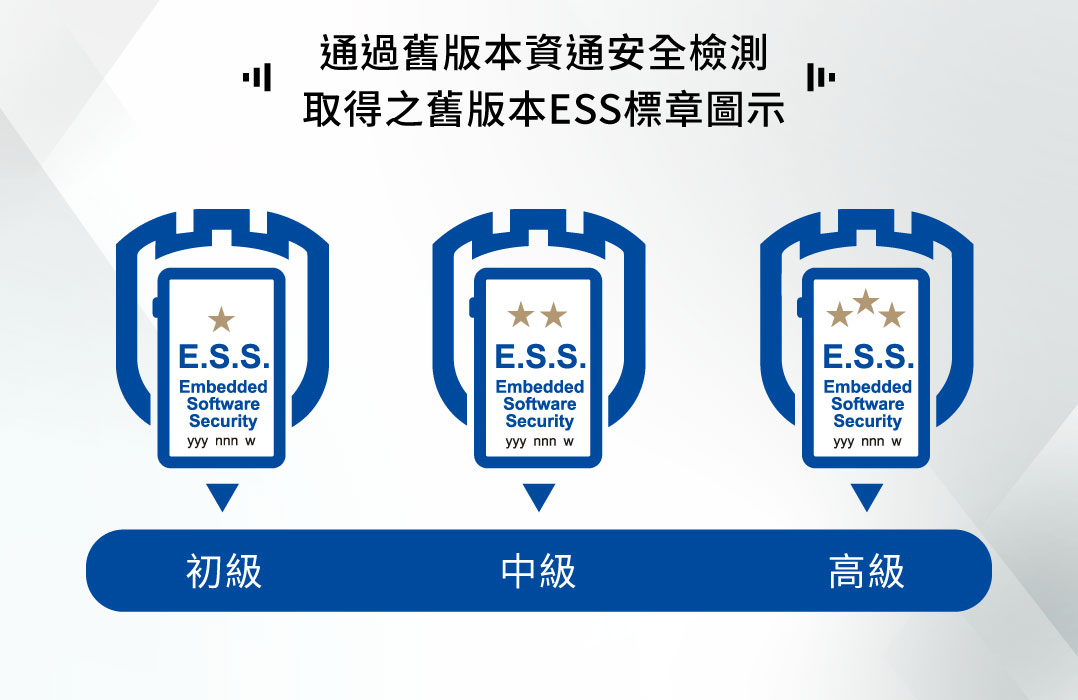 通過舊版本資通安全檢測
取得之舊版本ESS標章圖示
E.S.S.
Embedded
Software
Security
yyy nnn w
E.S.S.
Embedded
Software
Security
yyy nnn w
E.S.S.
Embedded
Software
Security
yyy nnn w
初級
中級
高級